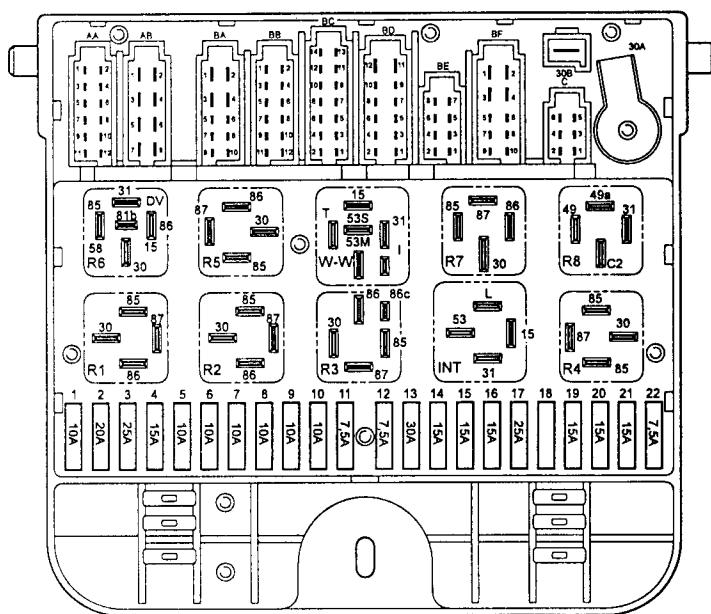 AA AB BA BB BC BD BE BF 30A
30B
C
31 DV
85 81b 86
58 15
R6 30
86
87 30
R5 85
15
T 53S 31
53M
W-W I
85 87 86
R7 30
49a
49 31
R8 C2
85
30 87
R1 86
85
30 87
R2 86
86 86c
30 85
R3 87
L
53 15
INT 31
85
87 30
R4 85
1 2 3 4 5 6 7 8 9 10 11 12 13 14 15 16 17 18 19 20 21 22
10A 20A 25A 15A 10A 10A 10A 10A 10A 10A 7,5A 7,5A 30A 15A 15A 15A 25A 15A 15A 15A 7,5A